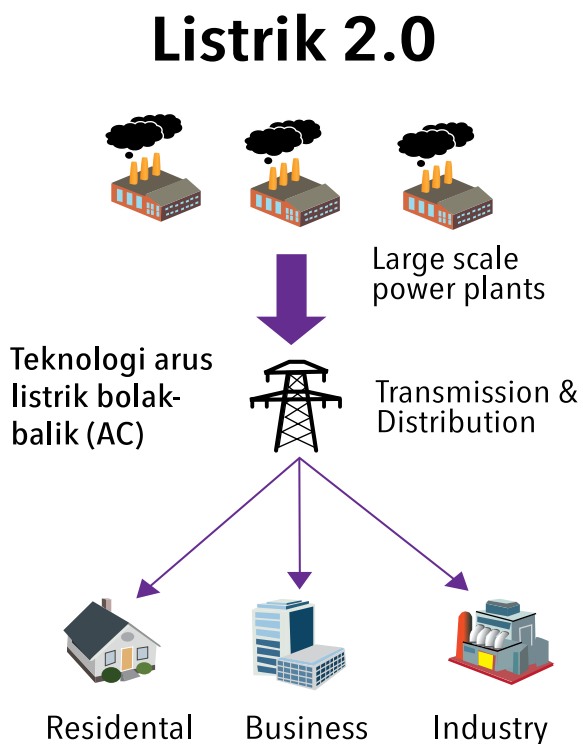 Listrik 2.0
Large scale
power plants
Teknologi arus
listrik bolak-
balik (AC)
Transmission &
Distribution
Residental
Business
Industry